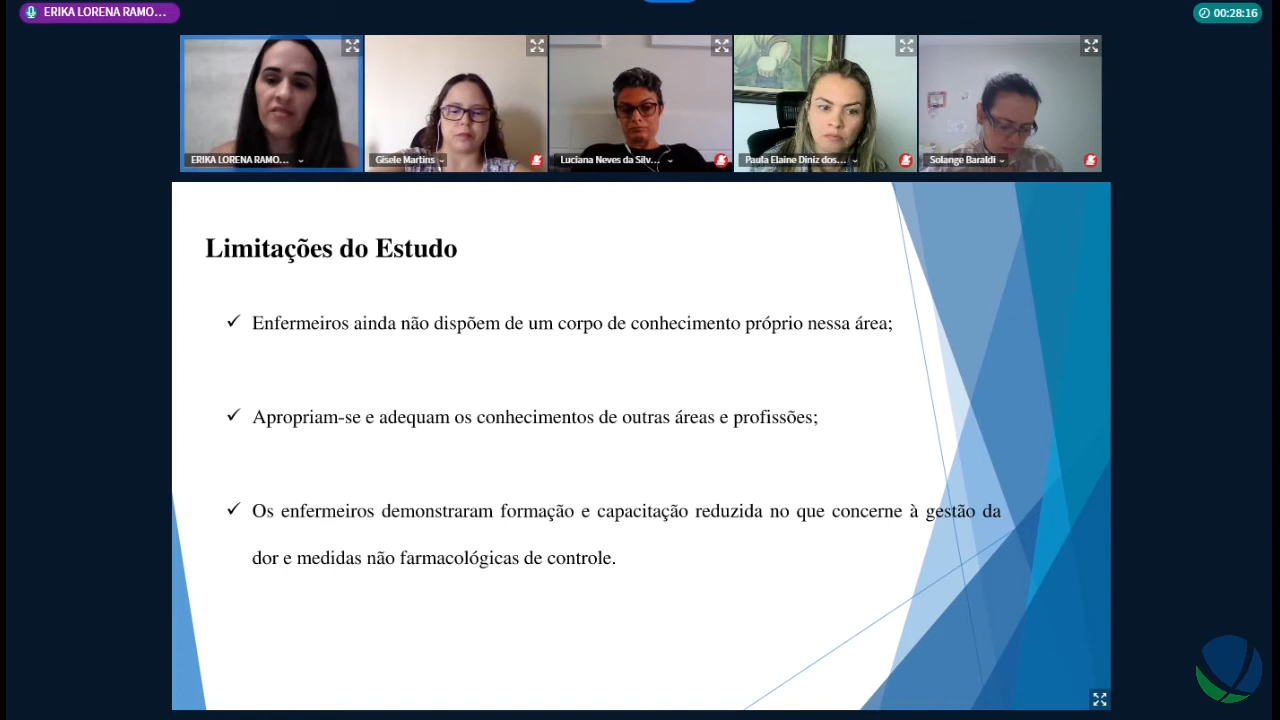 ERIKA LORENA RAMO...
00:28:16
ERIKA LORENA RAMO...
Gisele Martins
Luciana Neves da Silv...
Paula Elaine Diniz dos...
Solange Baraldi
Limitações do Estudo
Enfermeiros ainda não dispõem de um corpo de conhecimento próprio nessa área;
Apropriam-se e adequam os conhecimentos de outras áreas e profissões;
Os enfermeiros demonstraram formação e capacitação reduzida no que concerne à gestão da
dor e medidas não farmacológicas de controle.